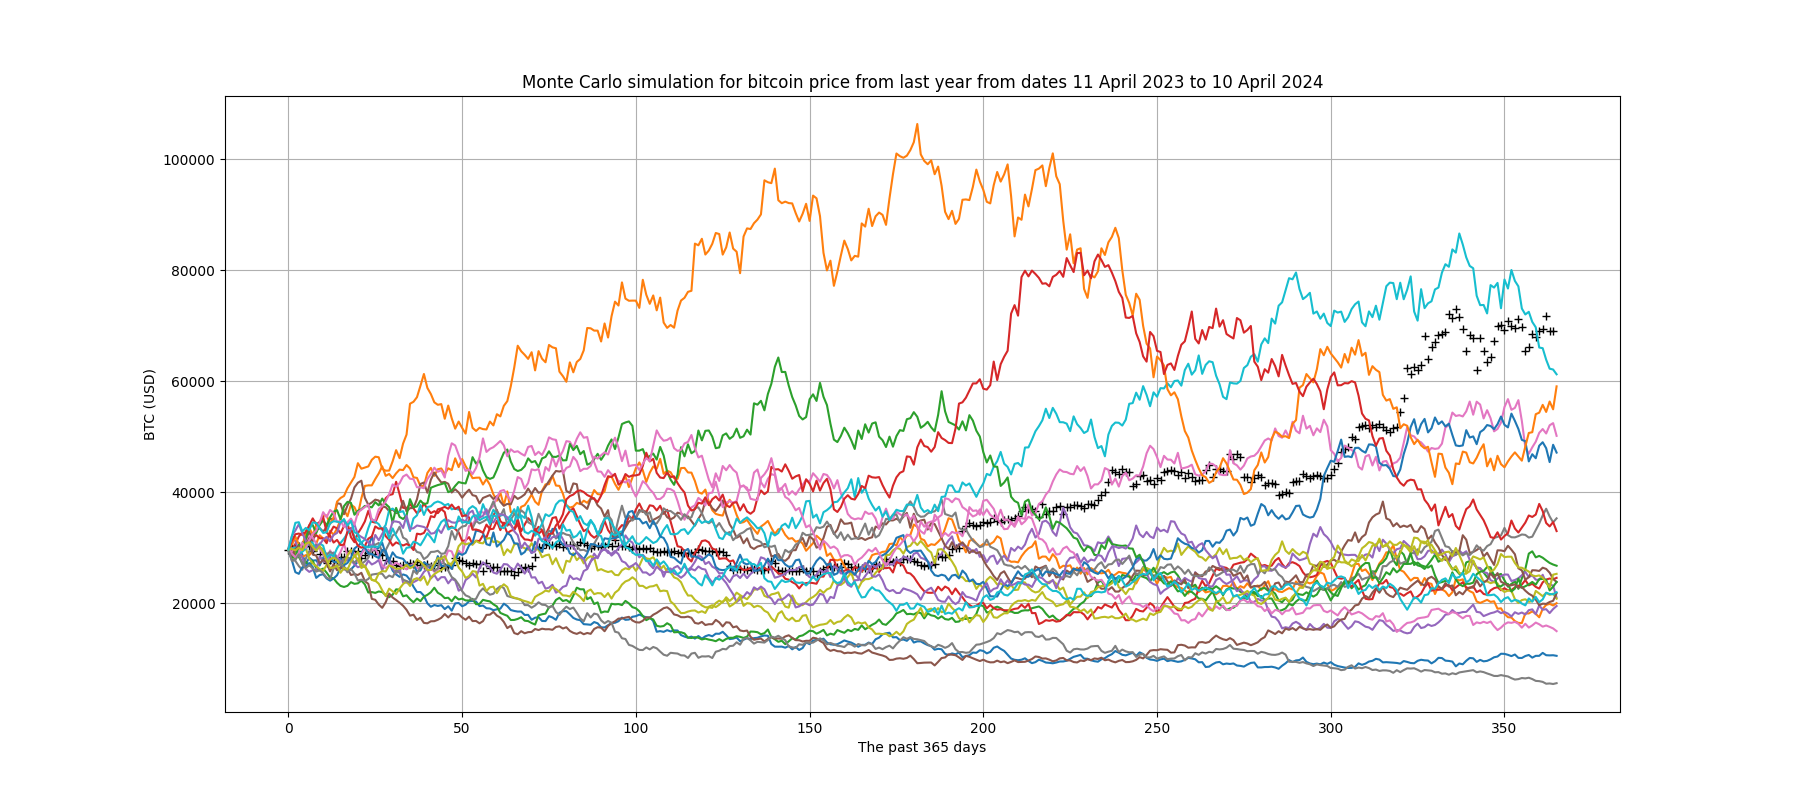 Monte Carlo simulation for bitcoin price from last year from dates 11 April 2023 to 10 April 2024
100000
80000
60000
40000
20000
BTC (USD)
0 50 100 150 200 250 300 350
The past 365 days